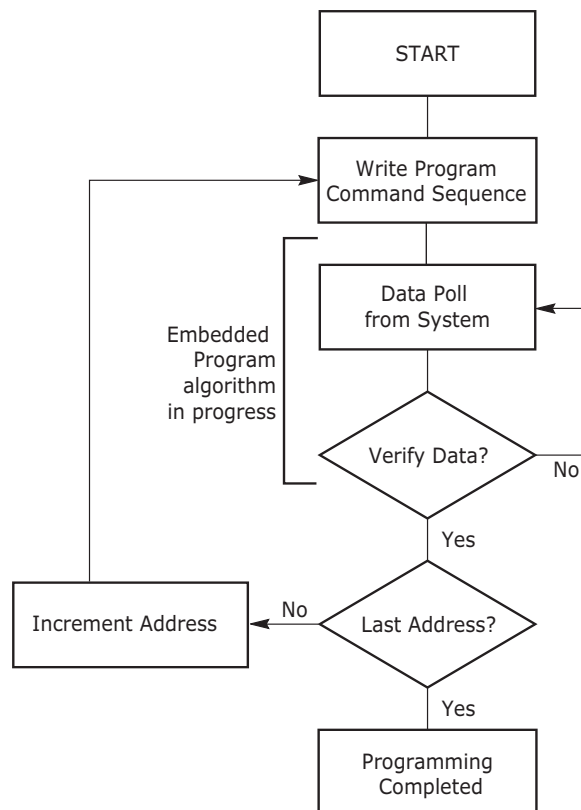 START
Write Program
Command Sequence
Data Poll
from System
Embedded
Program
algorithm
in progress
Verify Data?
No
Yes
Last Address?
No
Increment Address
Yes
Programming
Completed